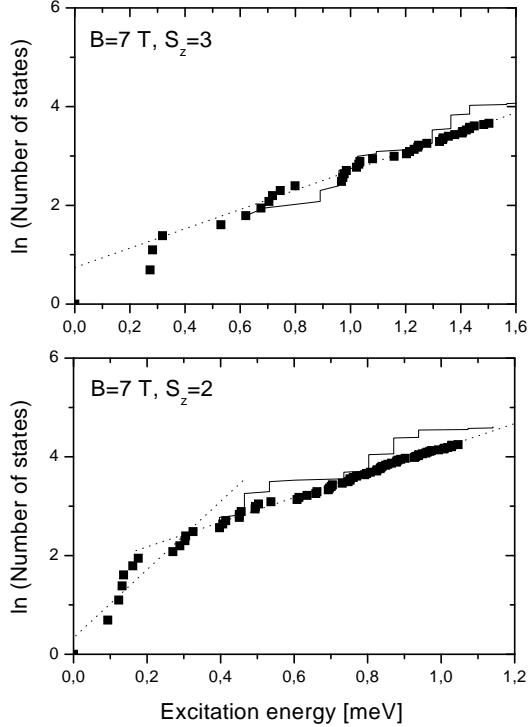 B=7 T, S_z=3
ln (Number of states)
6
4
2
0
0,0 0,2 0,4 0,6 0,8 1,0 1,2 1,4 1,6
B=7 T, S_z=2
ln (Number of states)
6
4
2
0
0,0 0,2 0,4 0,6 0,8 1,0 1,2
Excitation energy [meV]